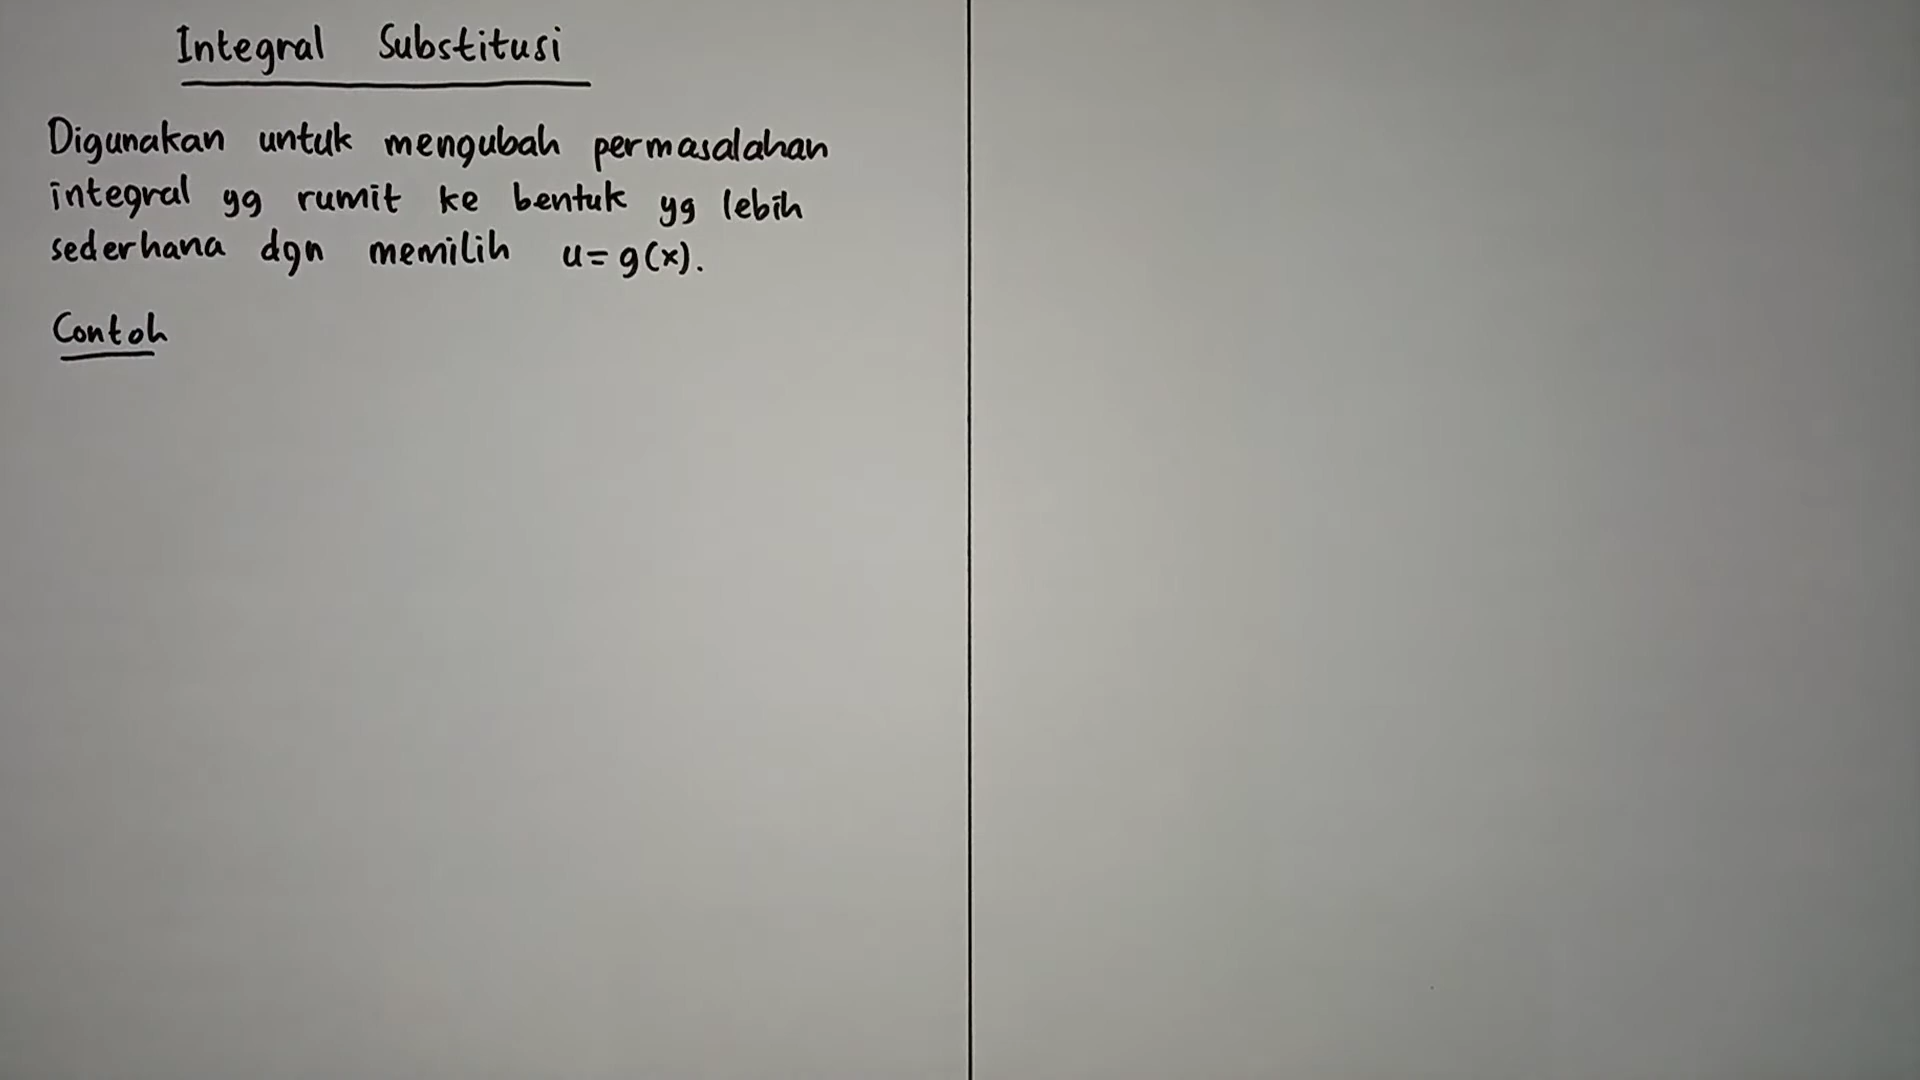 Integral Substitusi
Digunakan untuk mengubah permasalahan
integral yg rumit ke bentuk yg lebih
sederhana dgn memilih u = g(x).
Contoh